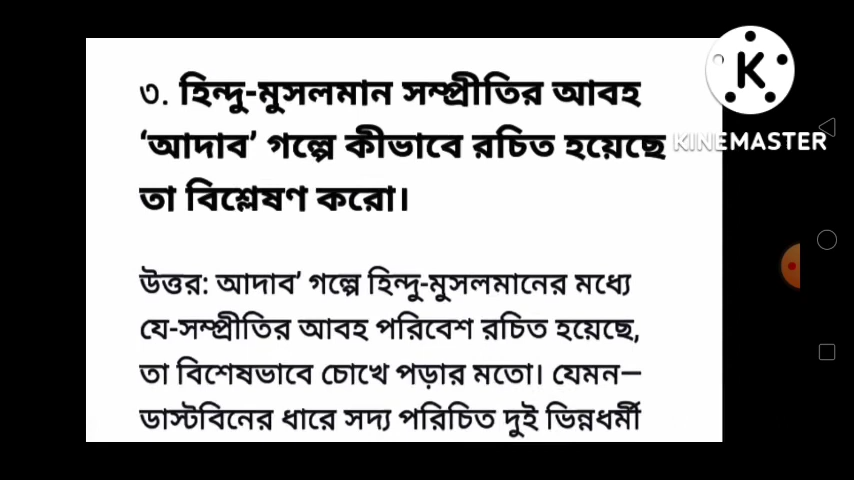 ৩. হিন্দু-মুসলমান সম্প্রীতির আবহ
‘আদাব’ গল্পে কীভাবে রচিত হয়েছে
তা বিশ্লেষণ করো।
উত্তর: আদাব’ গল্পে হিন্দু-মুসলমানের মধ্যে
যে-সম্প্রীতির আবহ পরিবেশ রচিত হয়েছে,
তা বিশেষভাবে চোখে পড়ার মতো। যেমন—
ডাস্টবিনের ধারে সদ্য পরিচিত দুই ভিন্নধর্মী
K
KINEMASTER